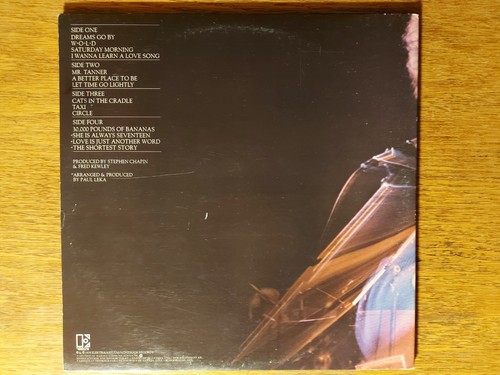 SIDE ONE
DREAMS GO BY
W•O•L•D
SATURDAY MORNING
I WANNA LEARN A LOVE SONG
SIDE TWO
MR. TANNER
A BETTER PLACE TO BE
LET TIME GO LIGHTLY
SIDE THREE
CATS IN THE CRADLE
TAXI
CIRCLE
SIDE FOUR
30,000 POUNDS OF BANANAS
*SHE IS ALWAYS SEVENTEEN
*LOVE IS JUST ANOTHER WORD
*THE SHORTEST STORY
PRODUCED BY STEPHEN CHAPIN
& FRED KEWLEY
*ARRANGED & PRODUCED
BY PAUL LEKA